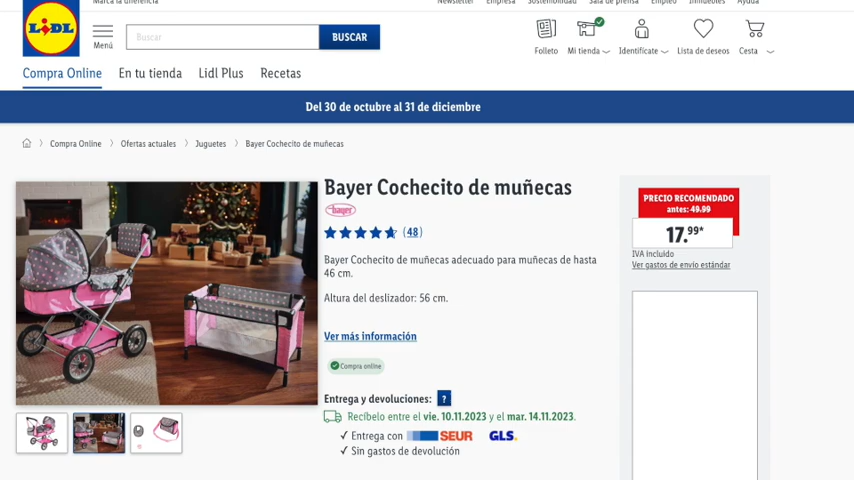 Marca la diferencia
Newsletter Empresa Sostenibilidad Sala de prensa Empleo Inmuebles Ayuda
LIDL
Menú
Buscar
BUSCAR
Folleto Mi tienda Identifícate Lista de deseos Cesta
Compra Online En tu tienda Lidl Plus Recetas
Del 30 de octubre al 31 de diciembre
Compra Online Ofertas actuales Juguetes Bayer Cochecito de muñecas
Bayer Cochecito de muñecas
bayer
(48)
Bayer Cochecito de muñecas adecuado para muñecas de hasta
46 cm.
Altura del deslizador: 56 cm.
Ver más información
Compra online
Entrega y devoluciones: ?
Recíbelo entre el vie. 10.11.2023 y el mar. 14.11.2023.
✓ Entrega con SEUR GLS.
✓ Sin gastos de devolución
PRECIO RECOMENDADO
antes: 49.99
17.99*
IVA incluido
Ver gastos de envío estándar